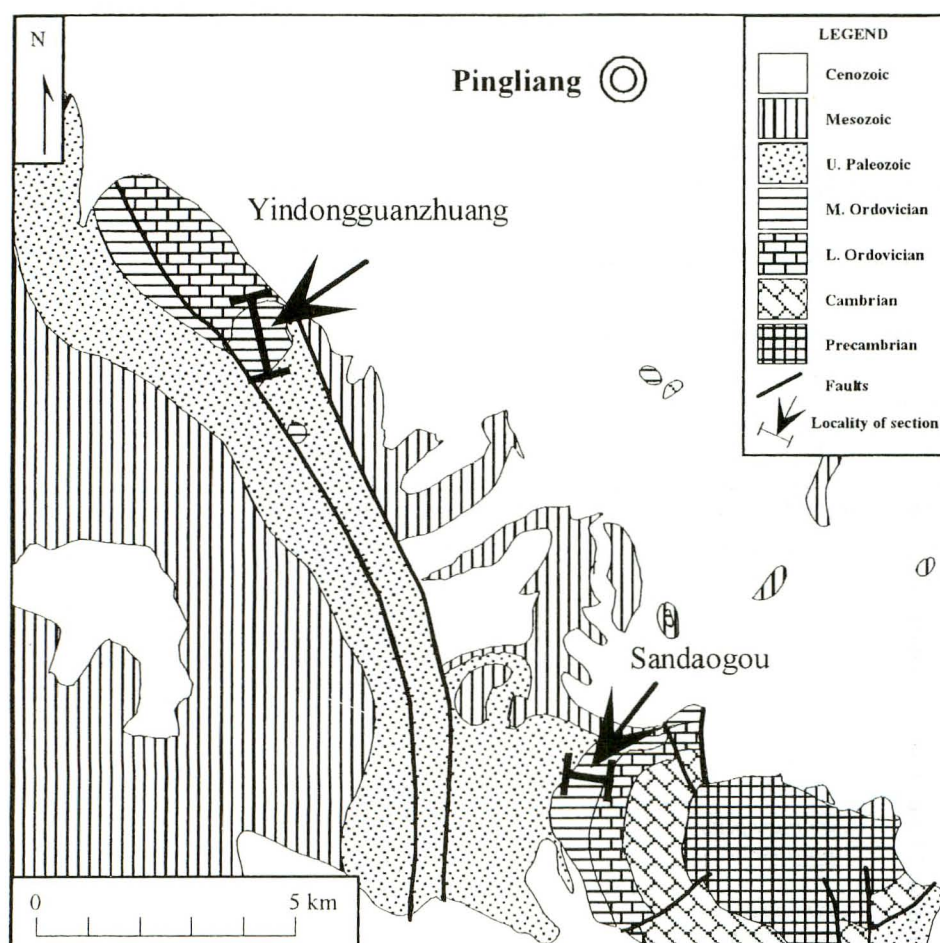 N
Pingliang
Yindongguanzhuang
Sandaogou
LEGEND
Cenozoic
Mesozoic
U. Paleozoic
M. Ordovician
L. Ordovician
Cambrian
Precambrian
Faults
Locality of section
0 5 km